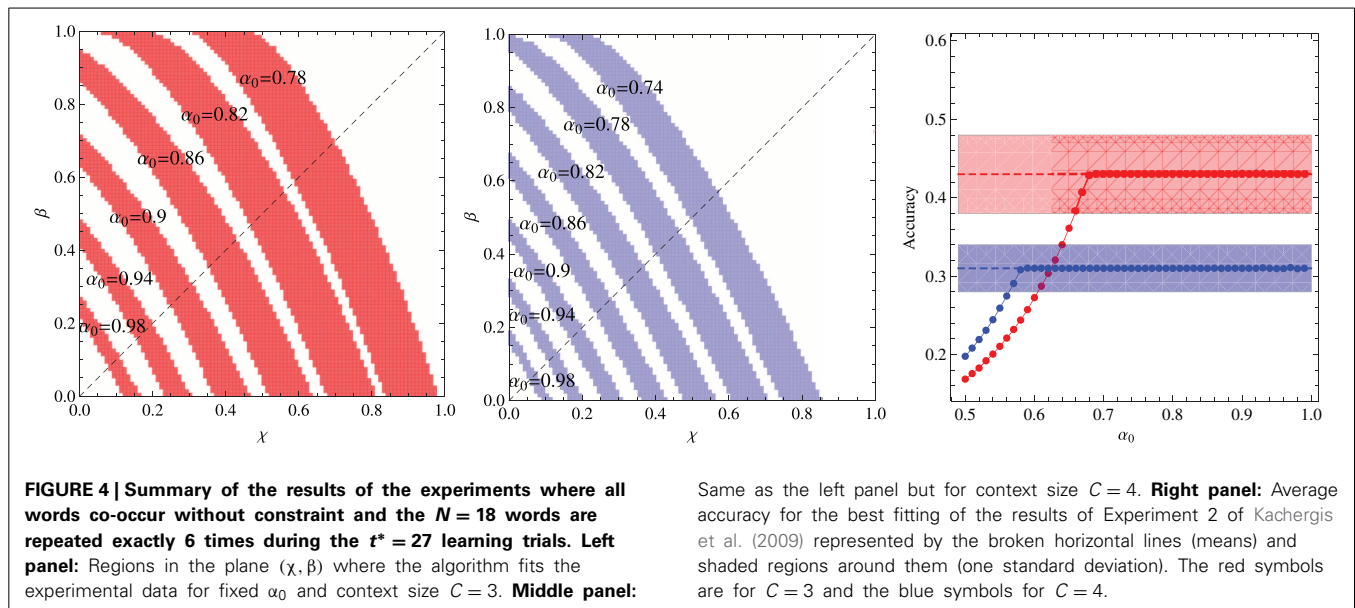 1.0
0.8
0.6
0.4
0.2
0.0
β
0.0 0.2 0.4 0.6 0.8 1.0
χ
α0=0.78
α0=0.82
α0=0.86
α0=0.9
α0=0.94
α0=0.98
1.0
0.8
0.6
0.4
0.2
0.0
β
0.0 0.2 0.4 0.6 0.8 1.0
χ
α0=0.74
α0=0.78
α0=0.82
α0=0.86
α0=0.9
α0=0.94
α0=0.98
0.6
0.5
0.4
0.3
0.2
Accuracy
0.5 0.6 0.7 0.8 0.9 1.0
α0
FIGURE 4 | Summary of the results of the experiments where all
words co-occur without constraint and the N = 18 words are
repeated exactly 6 times during the t* = 27 learning trials. Left
panel: Regions in the plane (χ, β) where the algorithm fits the
experimental data for fixed α0 and context size C = 3. Middle panel:
Same as the left panel but for context size C = 4. Right panel: Average
accuracy for the best fitting of the results of Experiment 2 of Kachergis
et al. (2009) represented by the broken horizontal lines (means) and
shaded regions around them (one standard deviation). The red symbols
are for C = 3 and the blue symbols for C = 4.